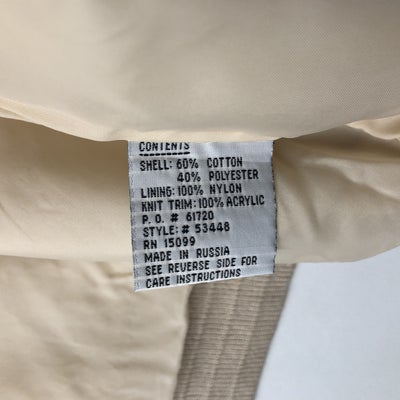 CONTENTS
SHELL: 60% COTTON
40% POLYESTER
LINING: 100% NYLON
KNIT TRIM: 100% ACRYLIC
P. O. # 61720
STYLE: # 53448
RN 15099
MADE IN RUSSIA
SEE REVERSE SIDE FOR
CARE INSTRUCTIONS